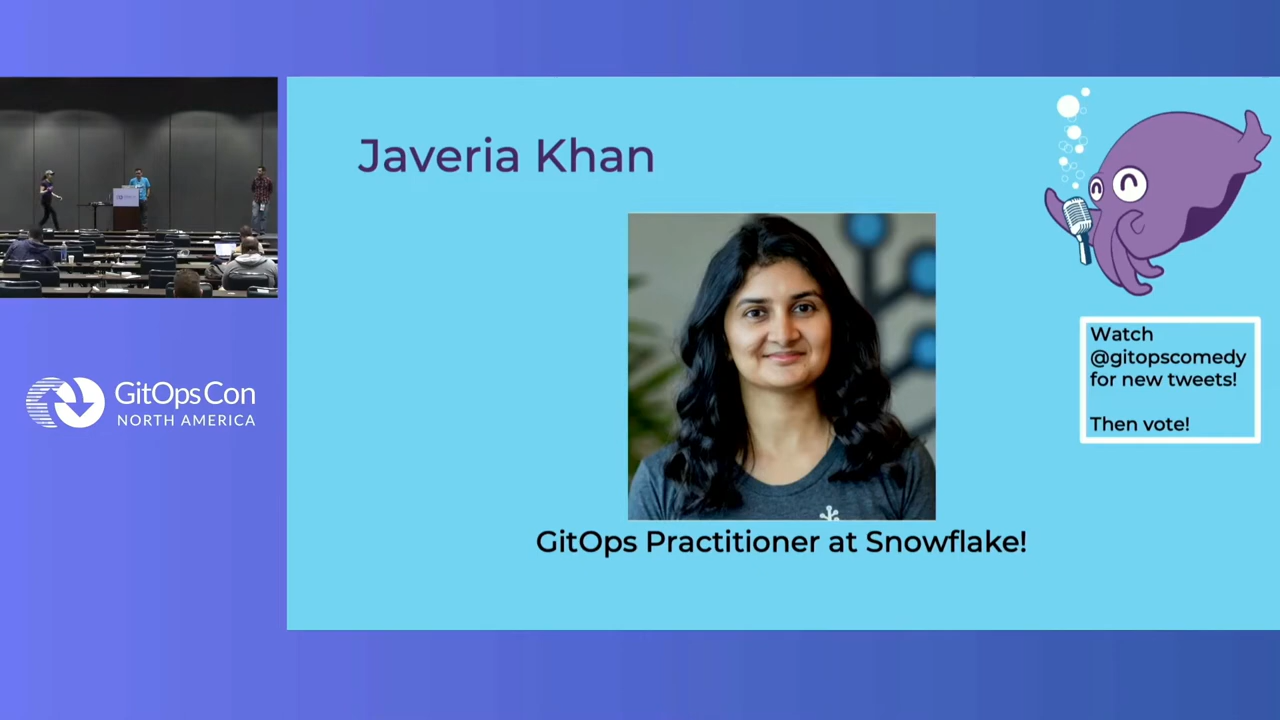 Javeria Khan
GitOps Practitioner at Snowflake!
Watch
@gitopscomedy
for new tweets!
Then vote!
GitOpsCon
NORTH AMERICA